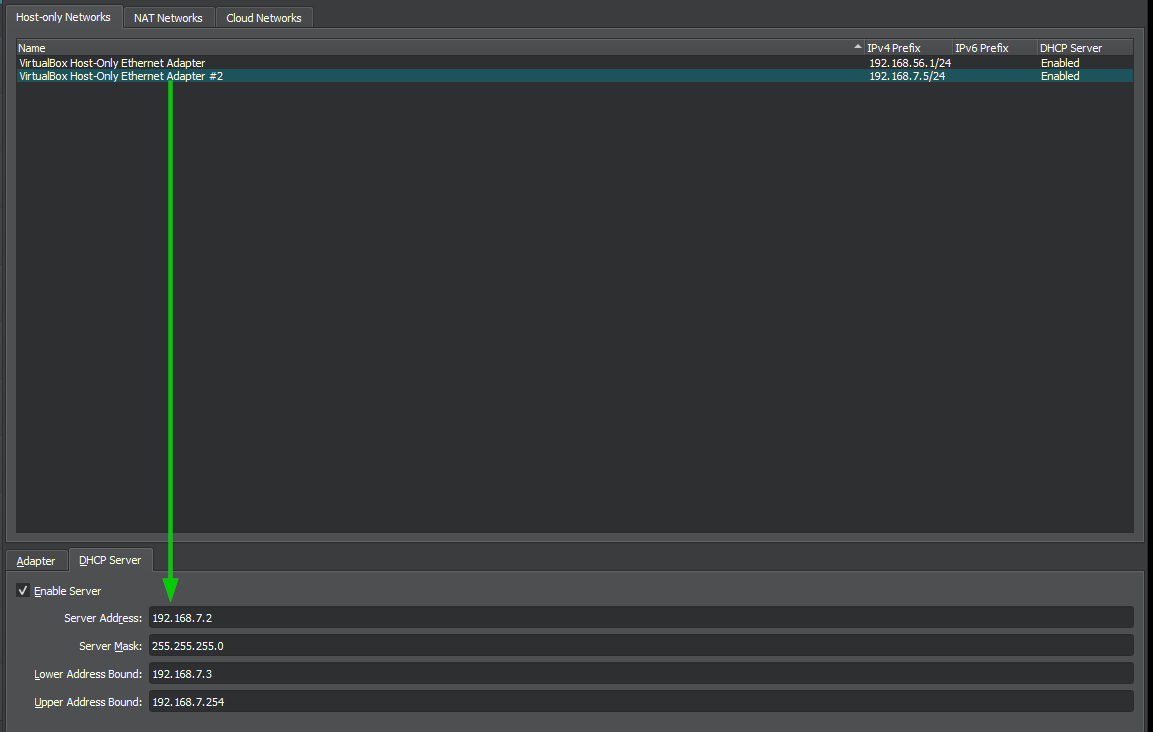 Host-only Networks NAT Networks Cloud Networks
Name IPv4 Prefix IPv6 Prefix DHCP Server
VirtualBox Host-Only Ethernet Adapter 192.168.56.1/24 Enabled
VirtualBox Host-Only Ethernet Adapter #2 192.168.7.5/24 Enabled
Adapter DHCP Server
Enable Server
Server Address: 192.168.7.2
Server Mask: 255.255.255.0
Lower Address Bound: 192.168.7.3
Upper Address Bound: 192.168.7.254